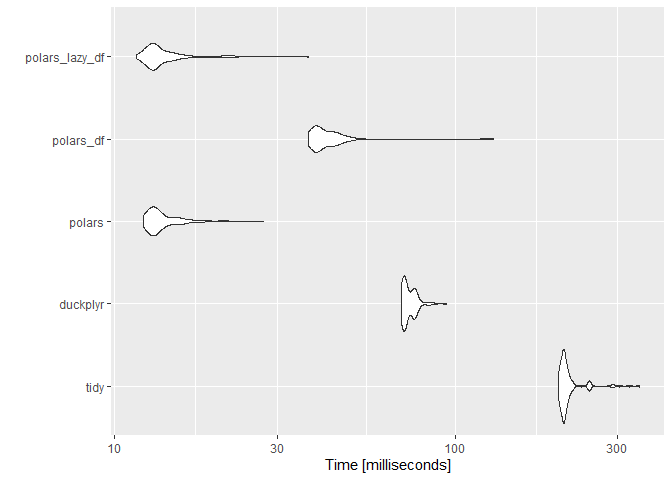 polars_lazy_df
polars_df
polars
duckplyr
tidy
10 30 100 300
Time [milliseconds]